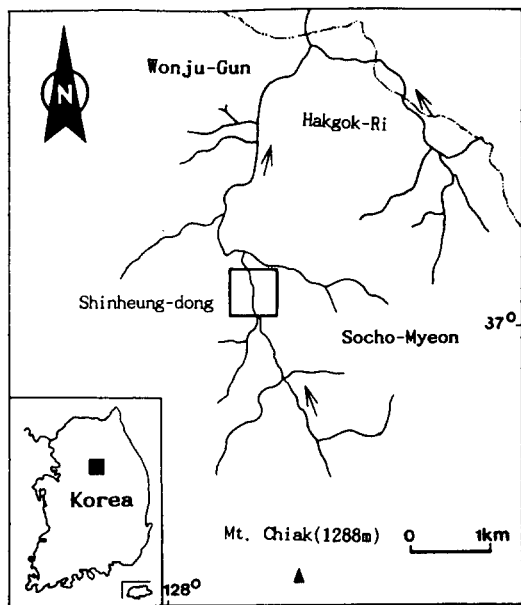 Wonju-Gun
N
Hakgok-Ri
Shinheung-dong
37°
Socho-Myeon
Korea
Mt. Chiak(1288m)
0 1km
128°